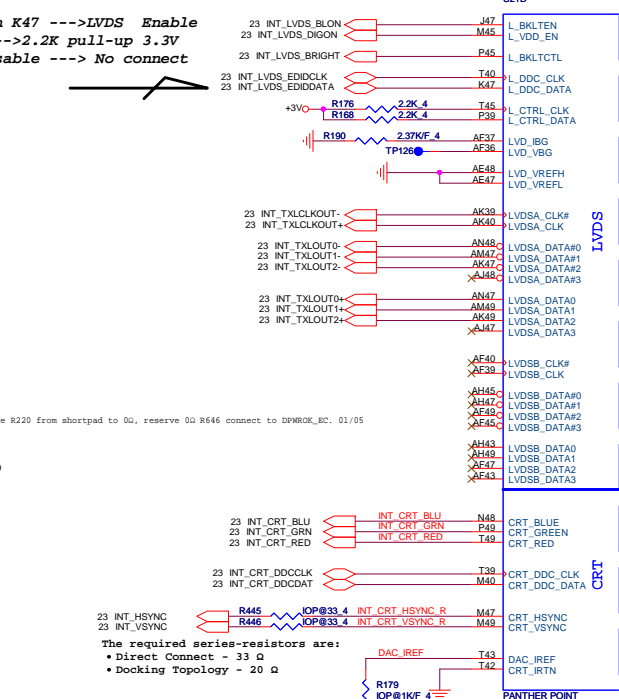 n K47 --->LVDS Enable
-->2.2K pull-up 3.3V
sable ---> No connect
23 INT_LVDS_BLON J47 L_BKLTEN
23 INT_LVDS_DIGON M45 L_VDD_EN
23 INT_LVDS_BRIGHT P45 L_BKLTCTL
23 INT_LVDS_EDIDCLK T40 L_DDC_CLK
23 INT_LVDS_EDIDDATA K47 L_DDC_DATA
+3V R176 2.2K_4 T45 L_CTRL_CLK
R168 2.2K_4 P39 L_CTRL_DATA
R190 2.37K/F_4 AF37 LVD_IBG
TP126 AF36 LVD_VBG
AE48 LVD_VREFH
AE47 LVD_VREFL
LVDS
23 INT_TXLCLKOUT- AK39 LVDSA_CLK#
23 INT_TXLCLKOUT+ AK40 LVDSA_CLK
23 INT_TXLOUT0- AN48 LVDSA_DATA#0
23 INT_TXLOUT1- AM47 LVDSA_DATA#1
23 INT_TXLOUT2- AK47 LVDSA_DATA#2
AJ48 LVDSA_DATA#3
23 INT_TXLOUT0+ AN47 LVDSA_DATA0
23 INT_TXLOUT1+ AM49 LVDSA_DATA1
23 INT_TXLOUT2+ AK49 LVDSA_DATA2
AJ47 LVDSA_DATA3
AF40 LVDSB_CLK#
AF39 LVDSB_CLK
AH45 LVDSB_DATA#0
AH47 LVDSB_DATA#1
AF49 LVDSB_DATA#2
AF45 LVDSB_DATA#3
e R220 from shortpad to 0Ω, reserve 0Ω R646 connect to DPWROK_EC. 01/05
AH43 LVDSB_DATA0
AH49 LVDSB_DATA1
AF47 LVDSB_DATA2
AF43 LVDSB_DATA3
23 INT_CRT_BLU INT_CRT_BLU N48 CRT_BLUE
23 INT_CRT_GRN INT_CRT_GRN P49 CRT_GREEN
23 INT_CRT_RED INT_CRT_RED T49 CRT_RED
CRT
23 INT_CRT_DDCCLK T39 CRT_DDC_CLK
23 INT_CRT_DDCDAT M40 CRT_DDC_DATA
23 INT_HSYNC R445 IOP@33_4 INT_CRT_HSYNC_R M47 CRT_HSYNC
23 INT_VSYNC R446 IOP@33_4 INT_CRT_VSYNC_R M49 CRT_VSYNC
The required series-resistors are:
• Direct Connect - 33 Ω
• Docking Topology - 20 Ω
DAC_IREF T43 DAC_IREF
T42 CRT_IRTN
R179
IOP@1K/F_4
PANTHER POINT